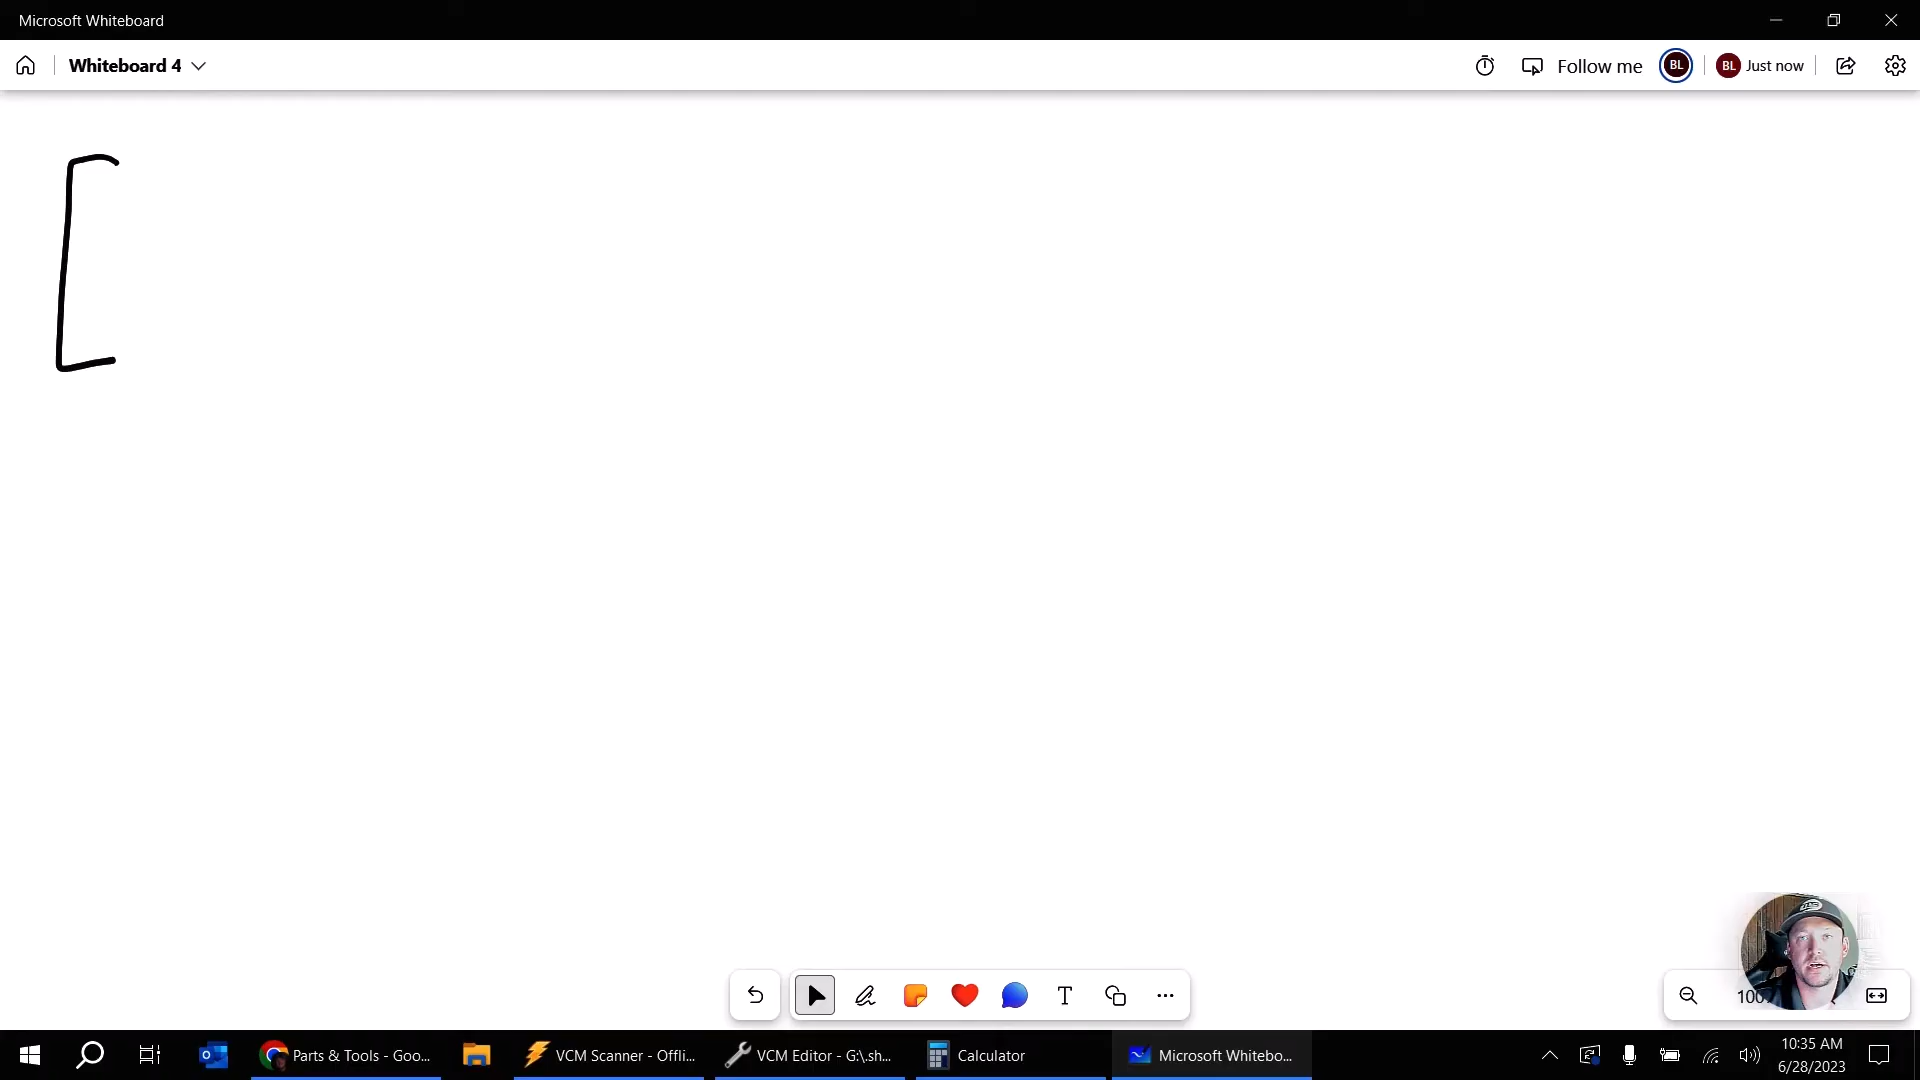 Microsoft Whiteboard
Whiteboard 4
Follow me
BL
BL
Just now
[
100
Parts & Tools - Goo...
VCM Scanner - Offli...
VCM Editor - G:\.sh...
Calculator
Microsoft Whitebo...
10:35 AM
6/28/2023